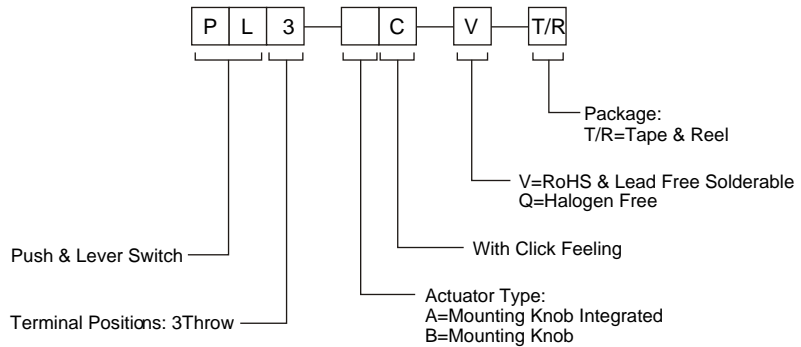 P L 3 C V T/R
Package:
T/R=Tape & Reel
V=RoHS & Lead Free Solderable
Q=Halogen Free
Push & Lever Switch
With Click Feeling
Terminal Positions: 3Throw
Actuator Type:
A=Mounting Knob Integrated
B=Mounting Knob